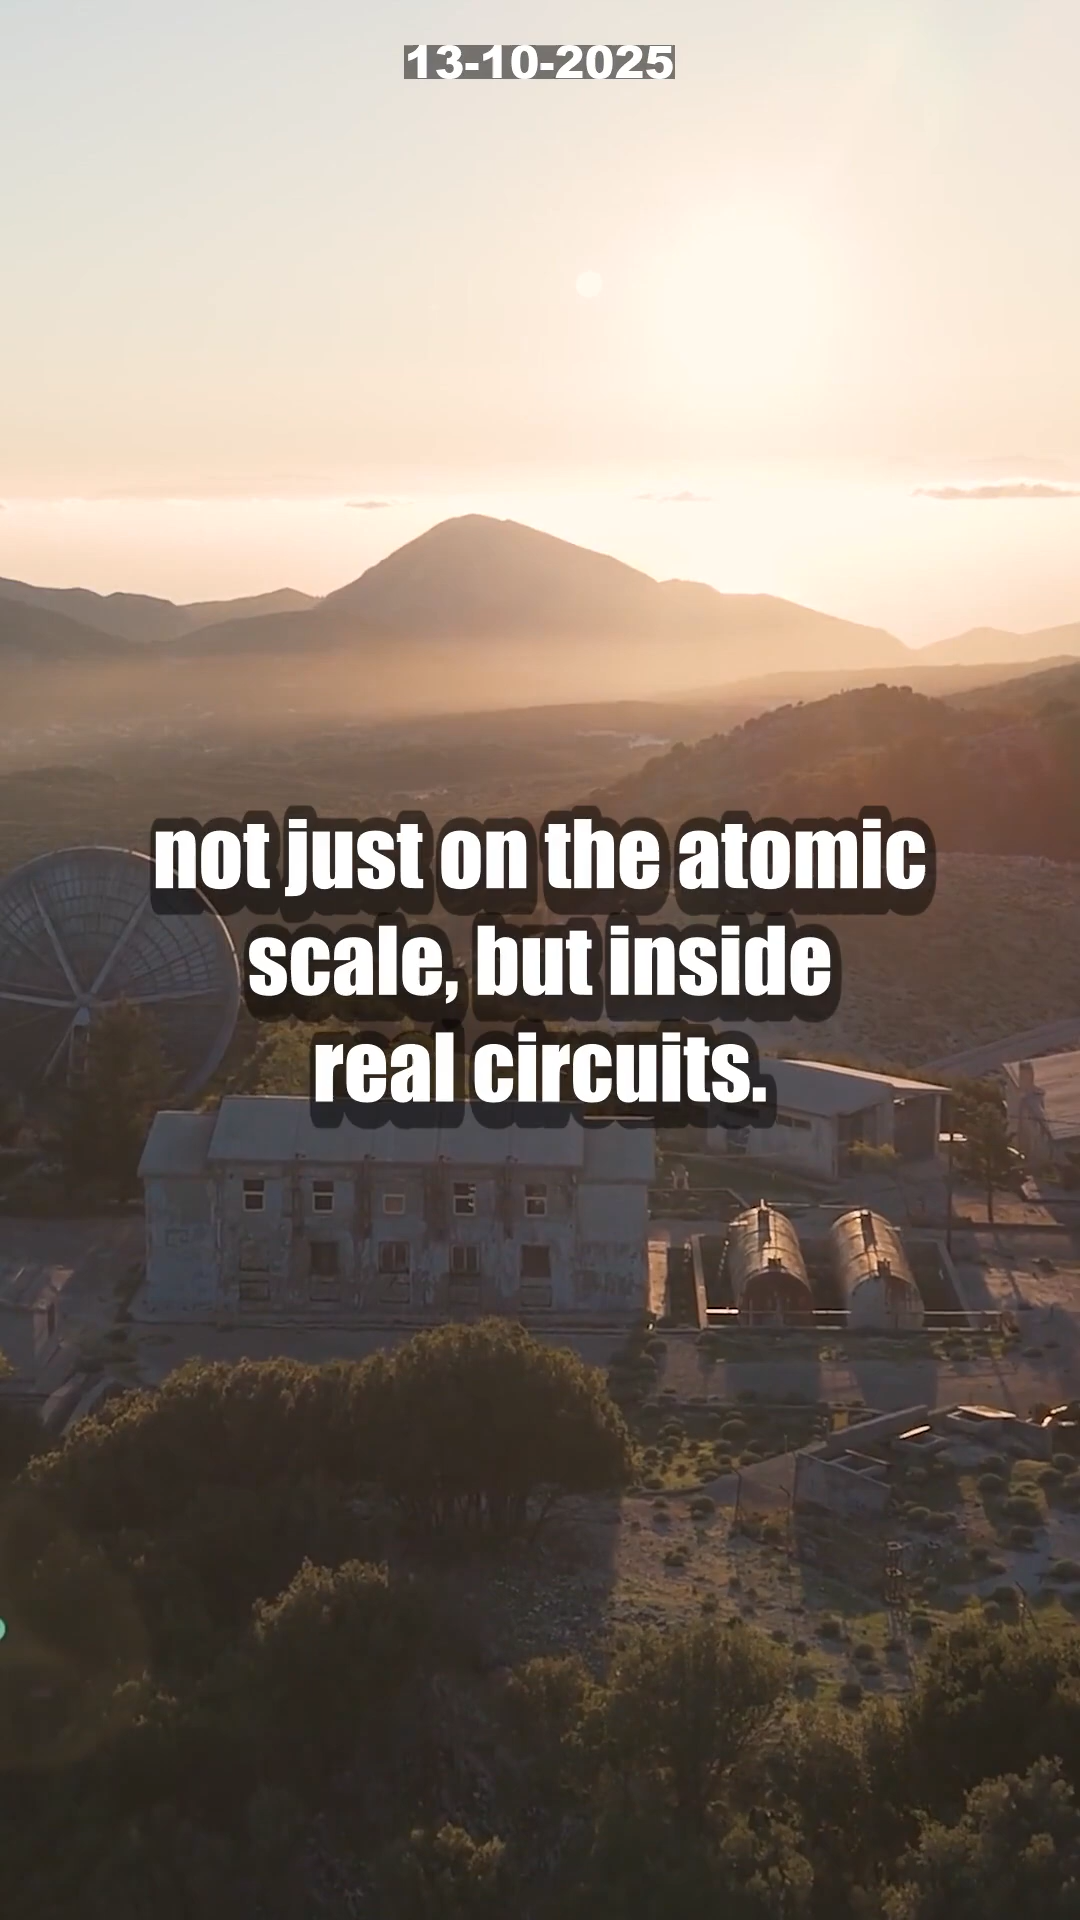 13-10-2025
not just on the atomic
scale, but inside
real circuits.